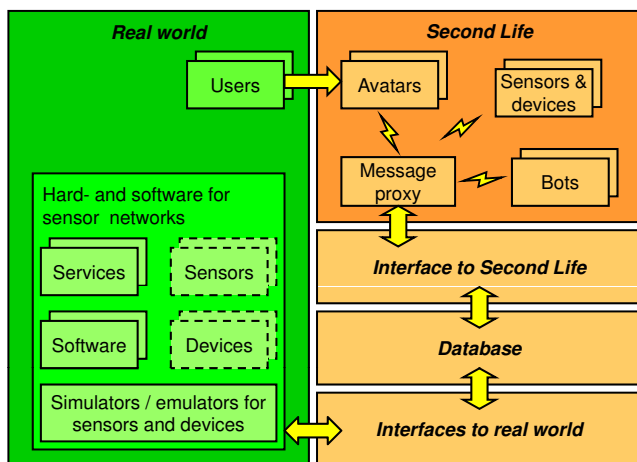 Real world
Users
Hard- and software for
sensor networks
Services
Sensors
Software
Devices
Simulators / emulators for
sensors and devices
Second Life
Avatars
Sensors &
devices
Message
proxy
Bots
Interface to Second Life
Database
Interfaces to real world